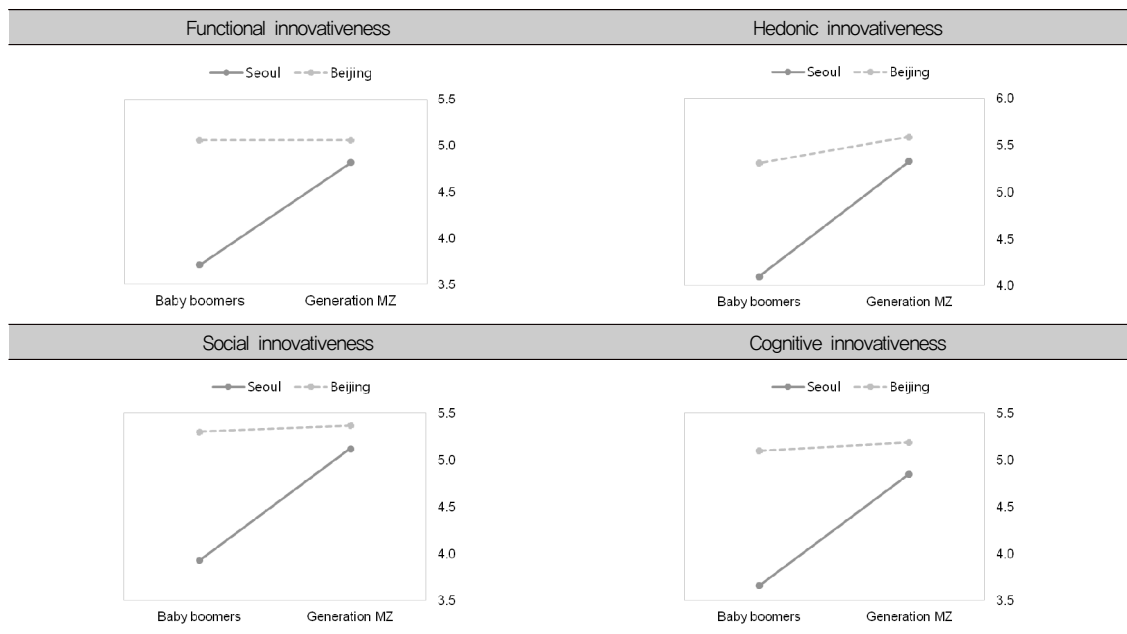 Functional innovativeness
Hedonic innovativeness
Seoul Beijing
5.5
5.0
4.5
4.0
3.5
Baby boomers Generation MZ
Seoul Beijing
6.0
5.5
5.0
4.5
4.0
Baby boomers Generation MZ
Social innovativeness
Cognitive innovativeness
Seoul Beijing
5.5
5.0
4.5
4.0
3.5
Baby boomers Generation MZ
Seoul Beijing
5.5
5.0
4.5
4.0
3.5
Baby boomers Generation MZ